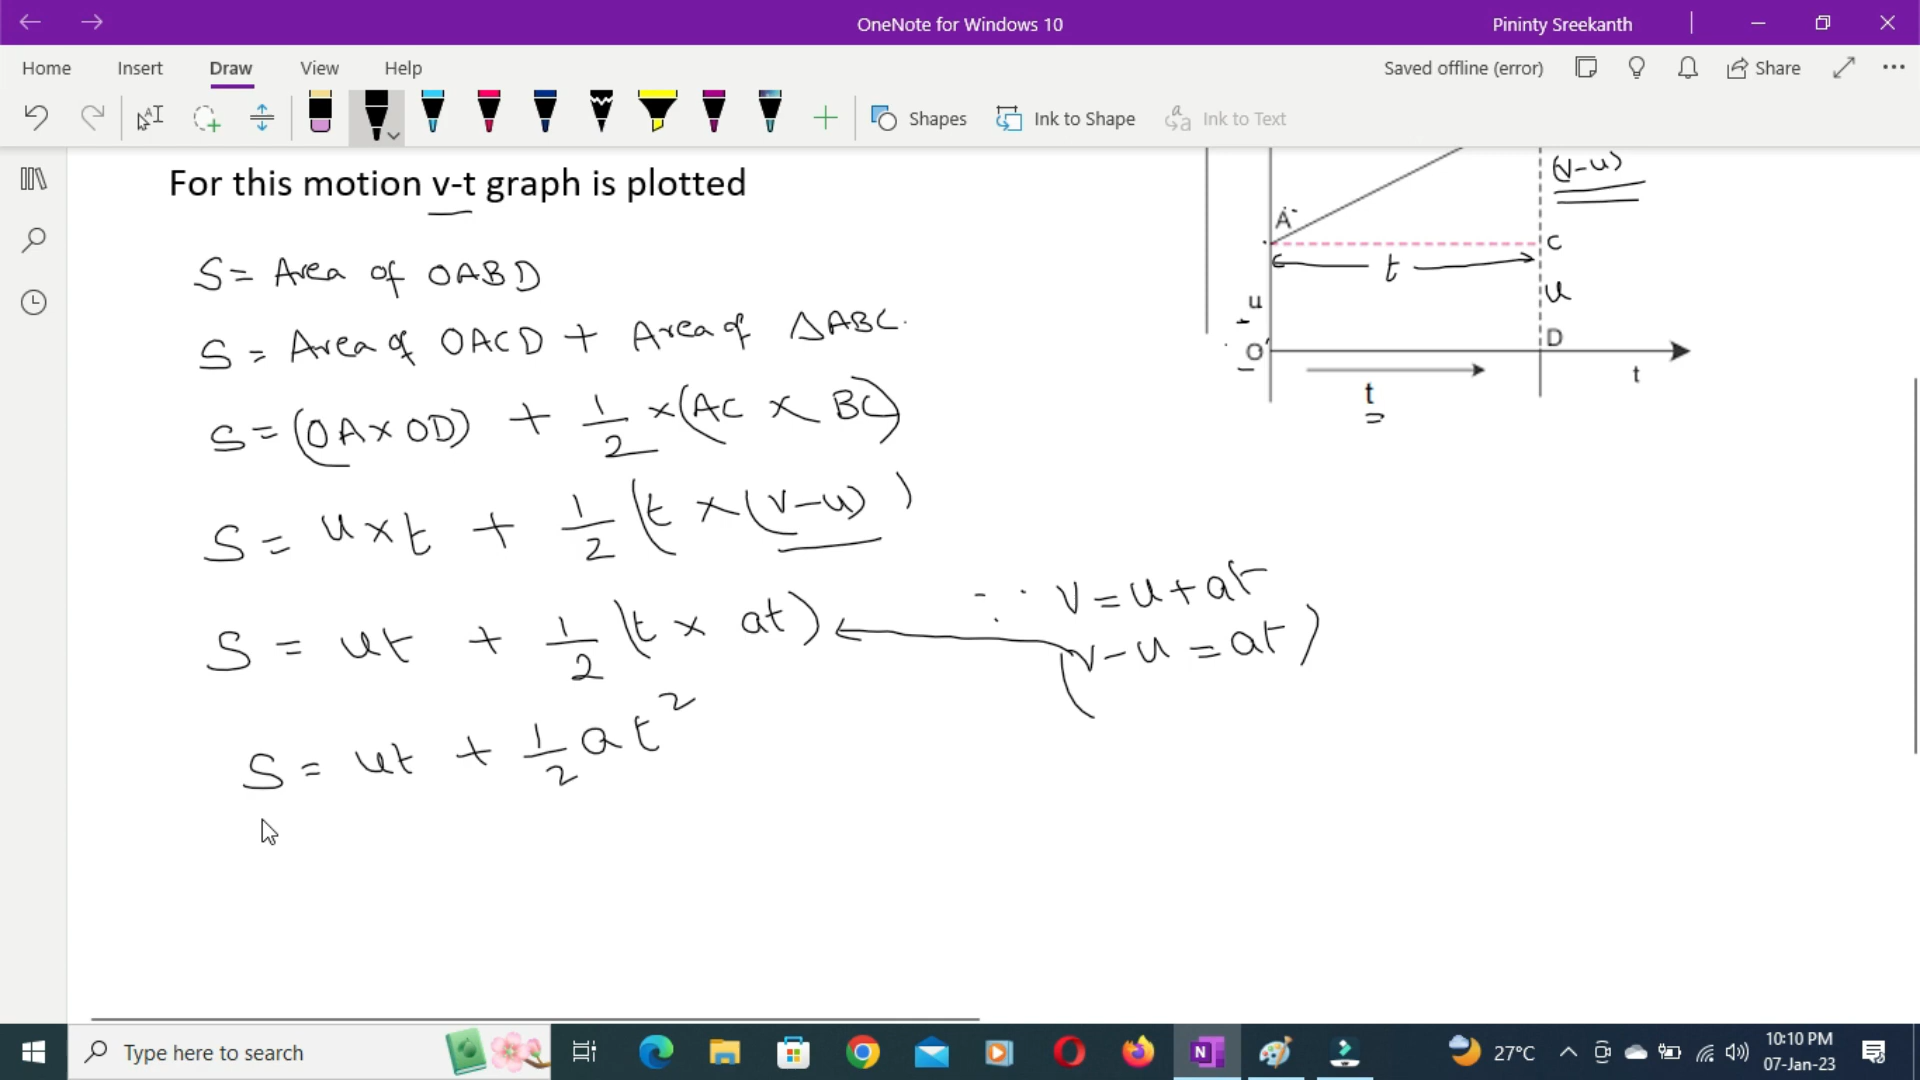 OneNote for Windows 10
Pininty Sreekanth
Home Insert Draw View Help
Saved offline (error)
Share
Shapes
Ink to Shape
Ink to Text
For this motion v-t graph is plotted
S = Area of OABD
S = Area of OACD + Area of △ABC.
S = (OA × OD) + 1/2 × (AC × BC)
S = u × t + 1/2 (t × (v-u))
S = ut + 1/2 (t × at)
∵ v = u + at
(v - u = at)
S = ut + 1/2 at²
(v-u)
A
C
t
u
u
O
D
t
t
Type here to search
27°C
10:10 PM
07-Jan-23